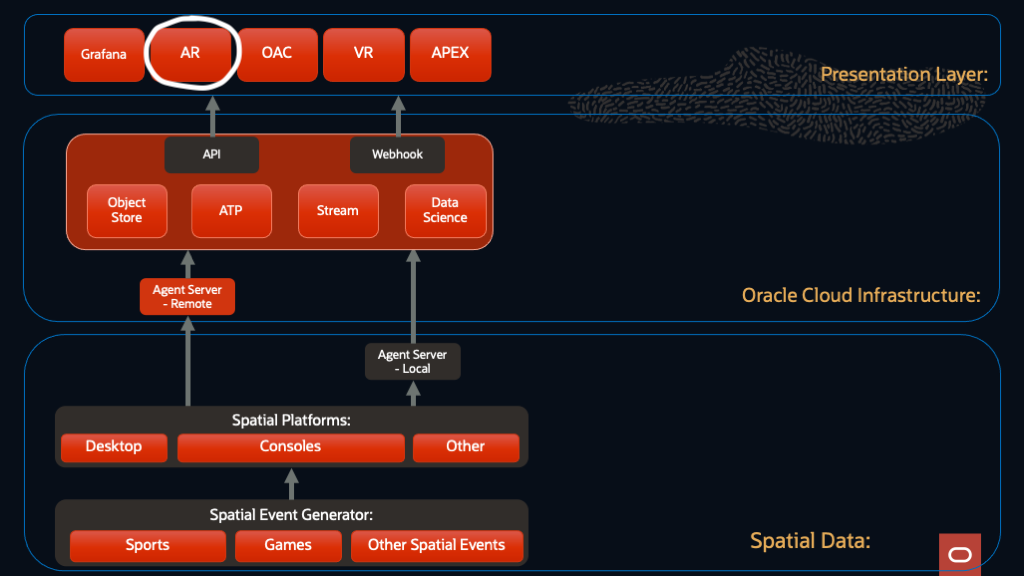 Grafana
AR
OAC
VR
APEX
Presentation Layer:
API
Webhook
Object
Store
ATP
Stream
Data
Science
Agent Server
- Remote
Oracle Cloud Infrastructure:
Agent Server
- Local
Spatial Platforms:
Desktop
Consoles
Other
Spatial Event Generator:
Sports
Games
Other Spatial Events
Spatial Data: